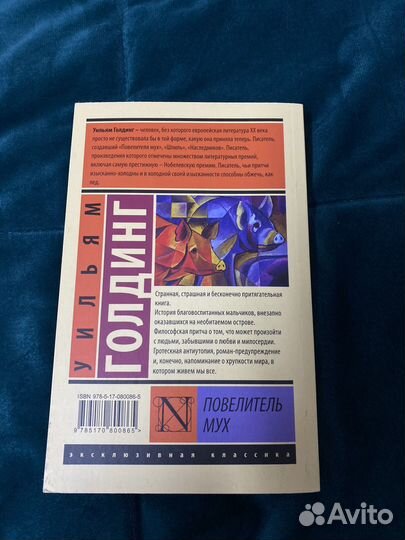 Уильям Голдинг – человек, без которого европейская литература XX века
просто не существовала бы в той форме, какую она приняла теперь. Писатель,
создавший «Повелителя мух», «Шпиль», «Наследников». Писатель,
произведения которого отмечены множеством литературных премий,
включая самую престижную – Нобелевскую премию. Писатель, чьи притчи
изысканно-холодны и в холодной своей изысканности способны обжечь, как
лед.
УИЛЬЯМ
ГОЛДИНГ
Странная, страшная и бесконечно притягательная
книга.
История благовоспитанных мальчиков, внезапно
оказавшихся на необитаемом острове.
Философская притча о том, что может произойти
с людьми, забывшими о любви и милосердии.
Гротескная антиутопия, роман-предупреждение
и, конечно, напоминание о хрупкости мира, в
котором живем мы все.
ISBN 978-5-17-080086-5
9 785170 800865 >
N
ПОВЕЛИТЕЛЬ
МУХ
эксклюзивная классика
Avito